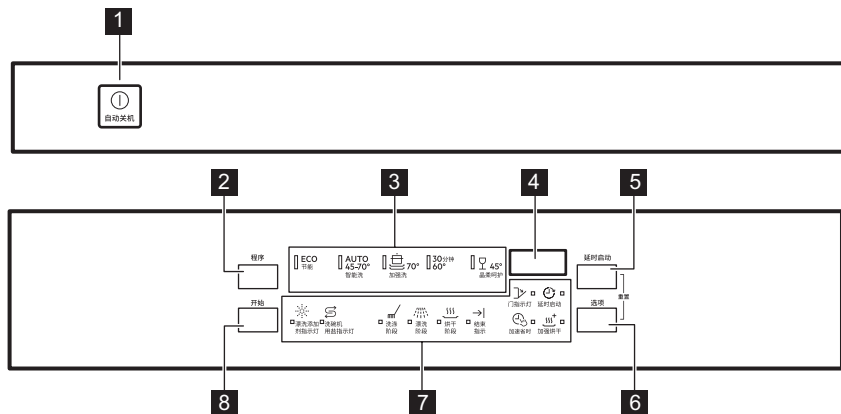 1
自动关机
2
3
4
5
程序
ECO
节能
AUTO
45-70°
智能洗
70°
加强洗
30分钟
60°
45°
晶柔呵护
延时启动
重置
开始
漂洗添加
剂指示灯
洗碗机
用盐指示灯
洗涤
阶段
漂洗
阶段
烘干
阶段
结束
指示
门指示灯
延时启动
加速省时
加强烘干
选项
8
7
6